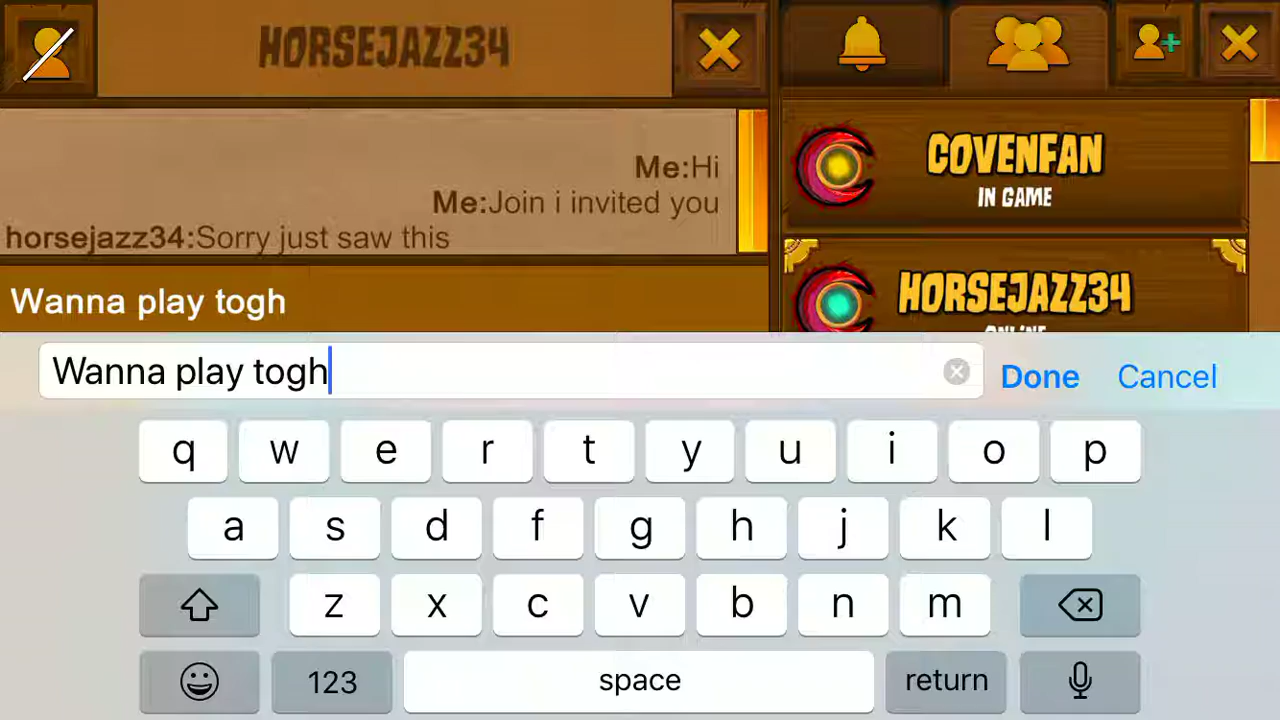 HORSEJAZZ34
Me:Hi
Me:Join i invited you
horsejazz34:Sorry just saw this
Wanna play togh
COVENFAN
IN GAME
HORSEJAZZ34
ONLINE
Wanna play togh
Done
Cancel
q w e r t y u i o p
a s d f g h j k l
z x c v b n m
123 space return